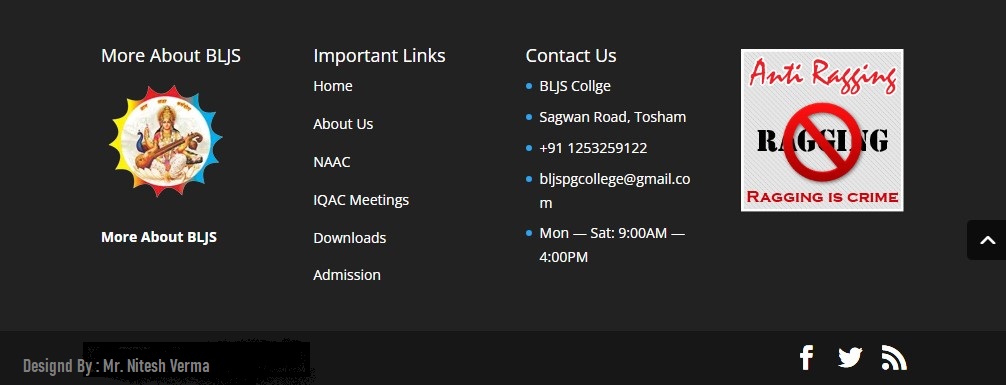 More About BLJS
More About BLJS
Important Links
Home
About Us
NAAC
IQAC Meetings
Downloads
Admission
Contact Us
BLJS Collge
Sagwan Road, Tosham
+91 1253259122
bljspgcollege@gmail.co
m
Mon — Sat: 9:00AM —
4:00PM
Anti Ragging
RAGGING
RAGGING IS CRIME
Designd By : Mr. Nitesh Verma